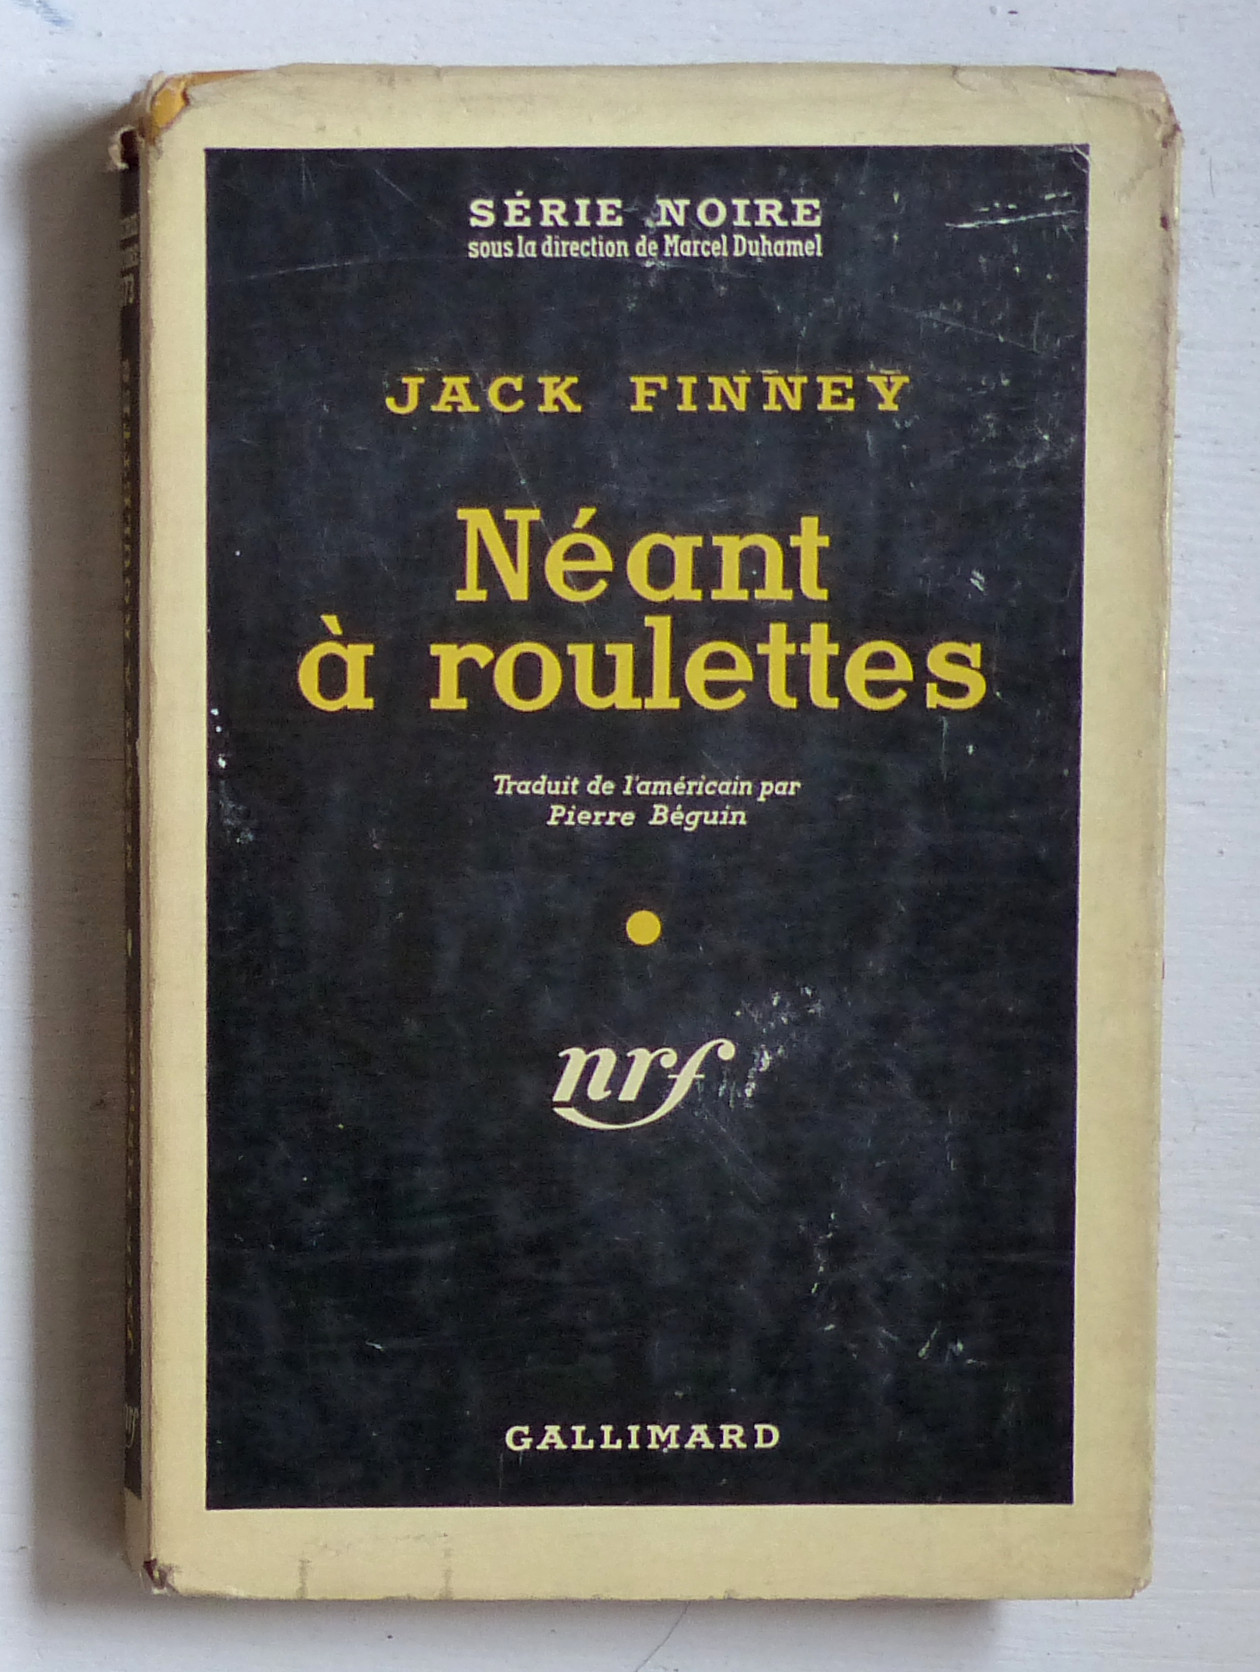 SÉRIE NOIRE
sous la direction de Marcel Duhamel
JACK FINNEY
Néant
à roulettes
Traduit de l'américain par
Pierre Béguin
nrf
GALLIMARD
nrf